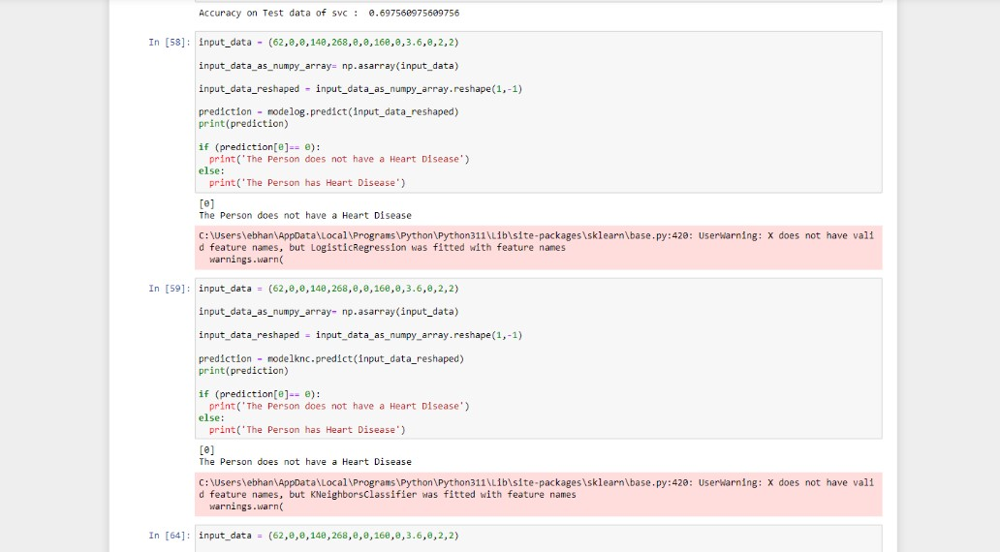 Accuracy on Test data of svc :  0.697560975609756
In [58]: input_data = (62,0,0,140,268,0,0,160,0,3.6,0,2,2)
input_data_as_numpy_array= np.asarray(input_data)
input_data_reshaped = input_data_as_numpy_array.reshape(1,-1)
prediction = modelog.predict(input_data_reshaped)
print(prediction)
if (prediction[0]== 0):
  print('The Person does not have a Heart Disease')
else:
  print('The Person has Heart Disease')
[0]
The Person does not have a Heart Disease
C:\Users\ebhan\AppData\Local\Programs\Python\Python311\Lib\site-packages\sklearn\base.py:420: UserWarning: X does not have vali
d feature names, but LogisticRegression was fitted with feature names
  warnings.warn(
In [59]: input_data = (62,0,0,140,268,0,0,160,0,3.6,0,2,2)
input_data_as_numpy_array= np.asarray(input_data)
input_data_reshaped = input_data_as_numpy_array.reshape(1,-1)
prediction = modelknc.predict(input_data_reshaped)
print(prediction)
if (prediction[0]== 0):
  print('The Person does not have a Heart Disease')
else:
  print('The Person has Heart Disease')
[0]
The Person does not have a Heart Disease
C:\Users\ebhan\AppData\Local\Programs\Python\Python311\Lib\site-packages\sklearn\base.py:420: UserWarning: X does not have vali
d feature names, but KNeighborsClassifier was fitted with feature names
  warnings.warn(
In [64]: input_data = (62,0,0,140,268,0,0,160,0,3.6,0,2,2)